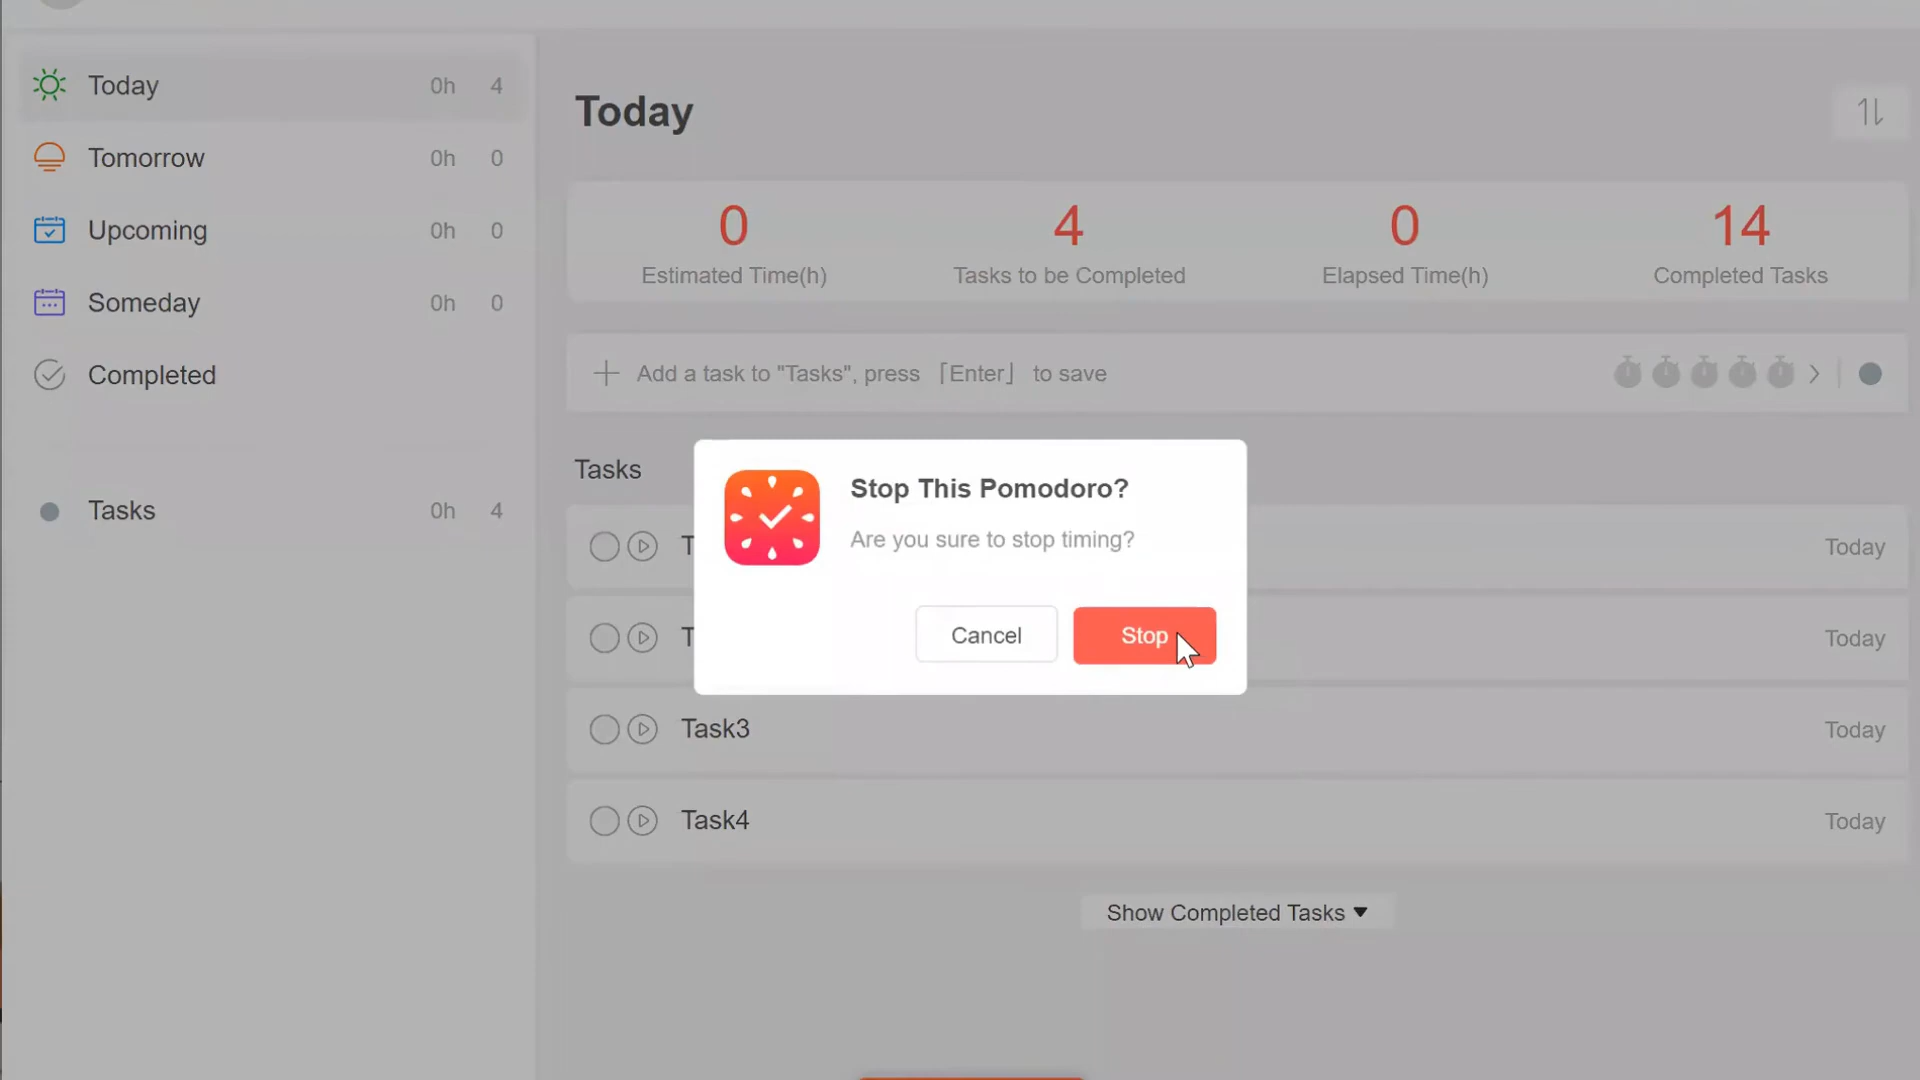 Today 0h 4
Tomorrow 0h 0
Upcoming 0h 0
Someday 0h 0
Completed
Tasks 0h 4
Today
0 4 0 14
Estimated Time(h) Tasks to be Completed Elapsed Time(h) Completed Tasks
Add a task to "Tasks", press 「Enter」 to save
Tasks
T Today
T Today
Task3 Today
Task4 Today
Show Completed Tasks
Stop This Pomodoro?
Are you sure to stop timing?
Cancel Stop